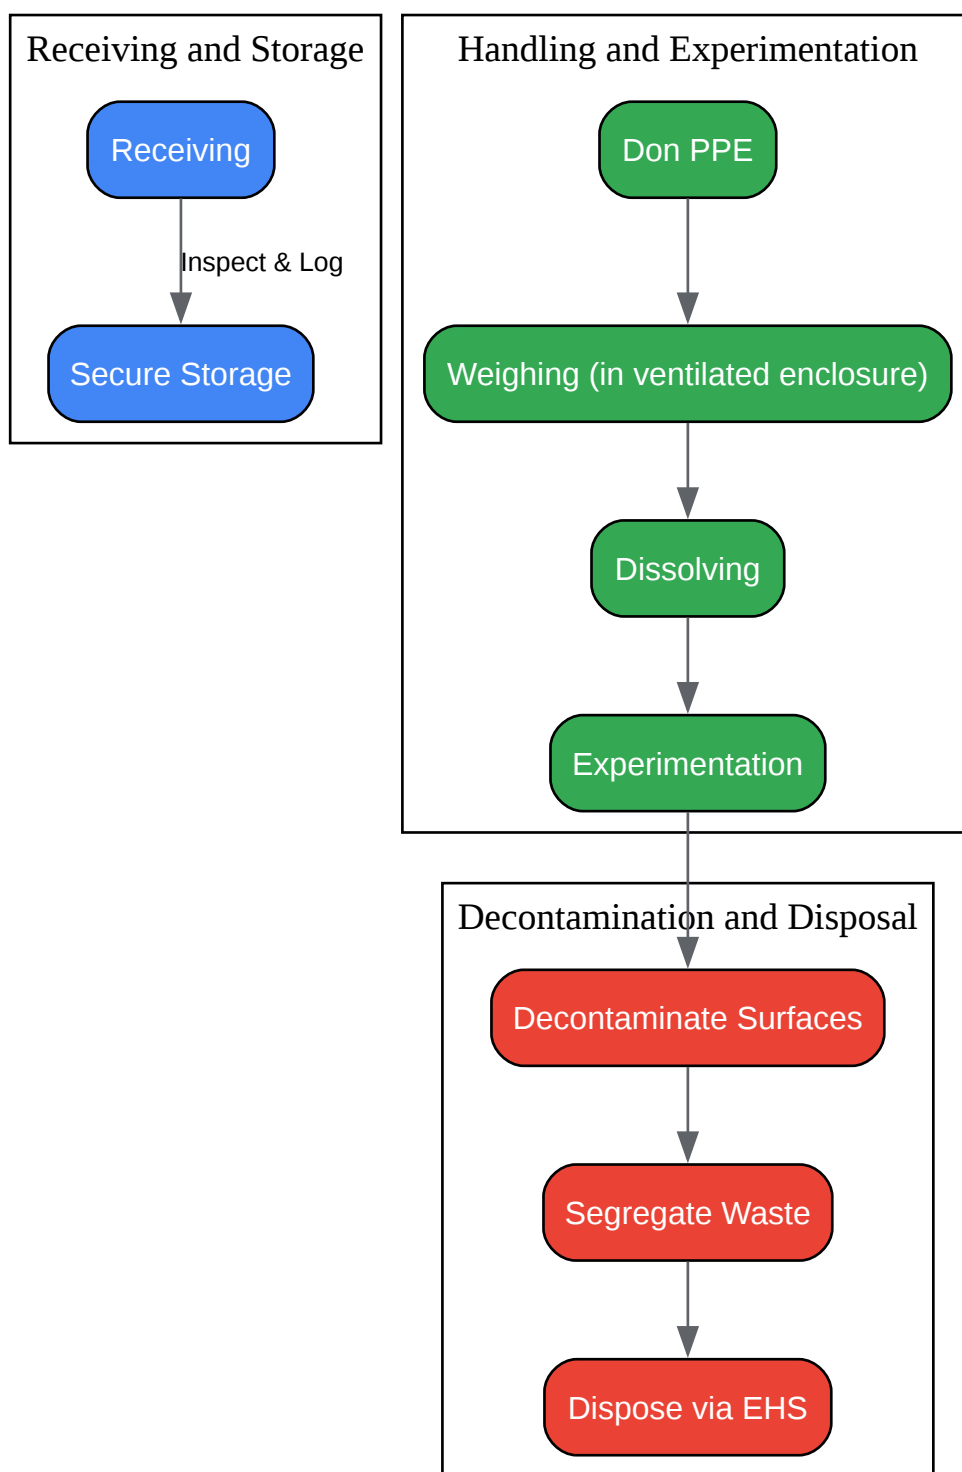 Receiving and Storage
Receiving
Inspect & Log
Secure Storage
Handling and Experimentation
Don PPE
Weighing (in ventilated enclosure)
Dissolving
Experimentation
Decontamination and Disposal
Decontaminate Surfaces
Segregate Waste
Dispose via EHS